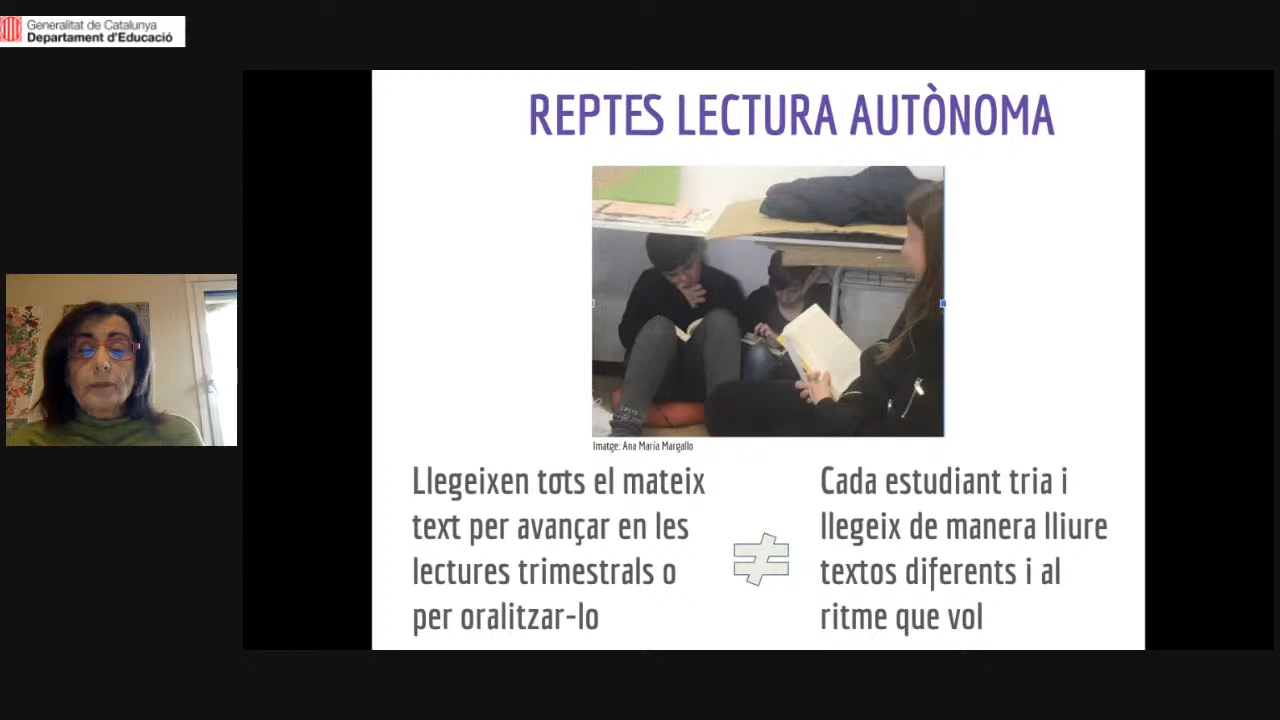 Generalitat de Catalunya
Departament d'Educació
REPTES LECTURA AUTÒNOMA
Imatge: Ana María Margallo
Llegeixen tots el mateix
text per avançar en les
lectures trimestrals o
per oralitzar-lo
≠
Cada estudiant tria i
llegeix de manera lliure
textos diferents i al
ritme que vol